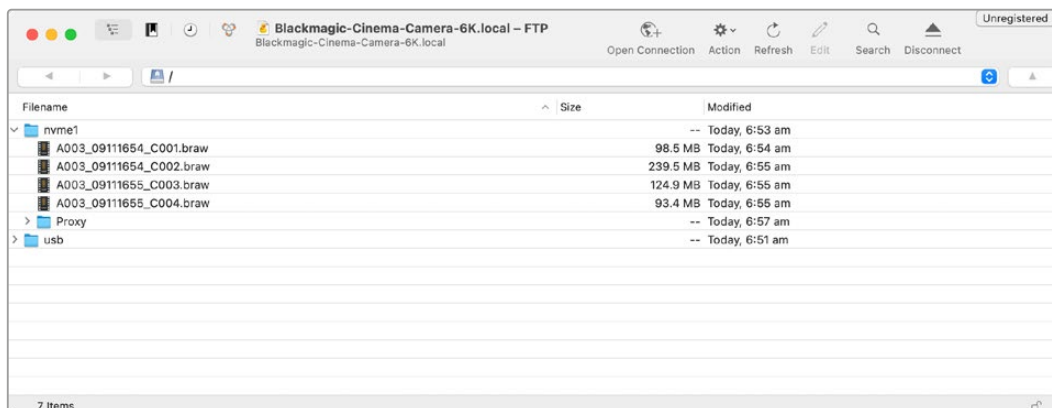 Unregistered
Blackmagic-Cinema-Camera-6K.local – FTP
Blackmagic-Cinema-Camera-6K.local
Open Connection Action Refresh Edit Search Disconnect
/
Filename Size Modified
nvme1 -- Today, 6:53 am
A003_09111654_C001.braw 98.5 MB Today, 6:54 am
A003_09111654_C002.braw 239.5 MB Today, 6:55 am
A003_09111655_C003.braw 124.9 MB Today, 6:55 am
A003_09111655_C004.braw 93.4 MB Today, 6:55 am
Proxy -- Today, 6:57 am
usb -- Today, 6:51 am
7 Items